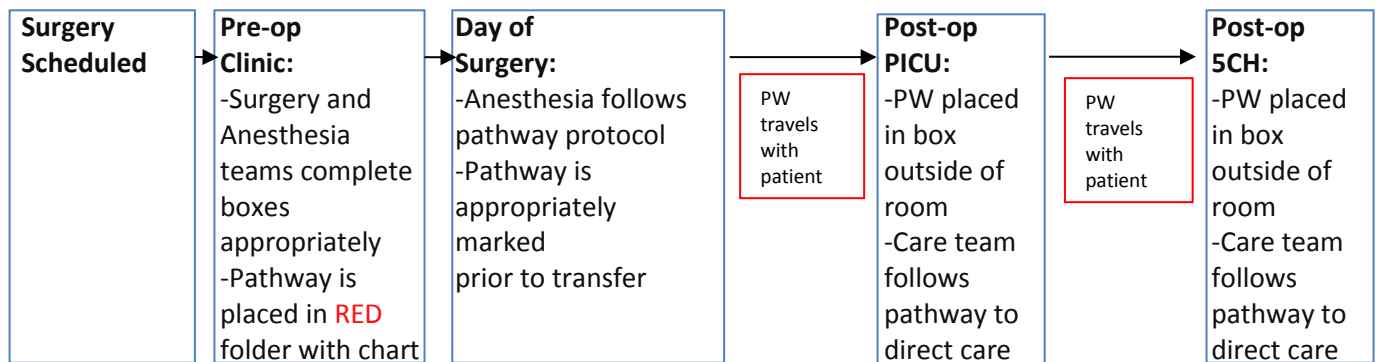 Surgery
Scheduled
Pre-op
Clinic:
-Surgery and
Anesthesia
teams complete
boxes
appropriately
-Pathway is
placed in RED
folder with chart
Day of
Surgery:
-Anesthesia follows
pathway protocol
-Pathway is
appropriately
marked
prior to transfer
PW
travels
with
patient
Post-op
PICU:
-PW placed
in box
outside of
room
-Care team
follows
pathway to
direct care
PW
travels
with
patient
Post-op
5CH:
-PW placed
in box
outside of
room
-Care team
follows
pathway to
direct care